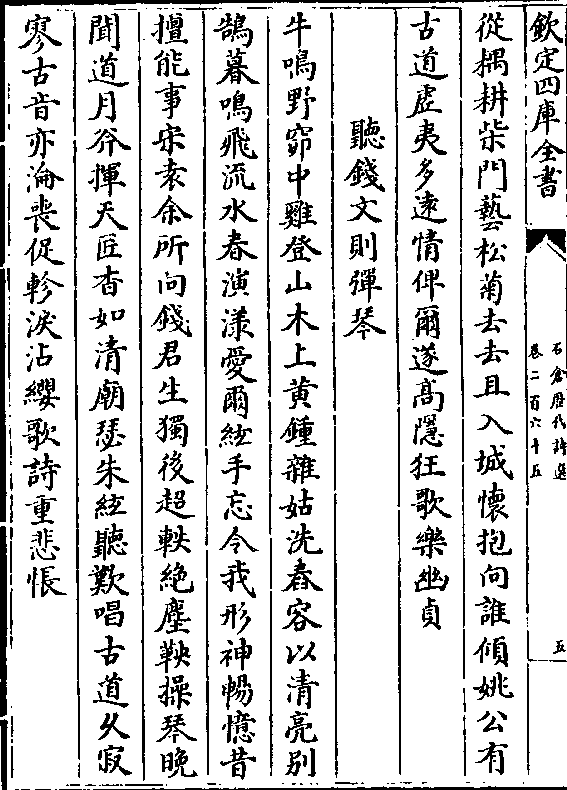 欽定四庫全書
石倉歷代詩選
卷二百六十五
五
從耦耕柴門藝松菊去去且入城懷抱向誰傾姚公有
古道虛夷多遠情俾爾遂高隱狂歌樂幽貞
聽錢文則彈琴
牛鳴野窌中雞登山木上黄鍾雜姑洗舂容以清亮別
鵠暮鳴飛流水春演漾愛爾絃手忘令我形神暢憶昔
擅能事宋袁余所向錢君生獨後超軼絶塵鞅操琴晩
聞道月斧揮天匠杳如清廟瑟朱絃聽歎唱古道久寂
寥古音亦淪喪促軫淚沾纓歌詩重悲悵